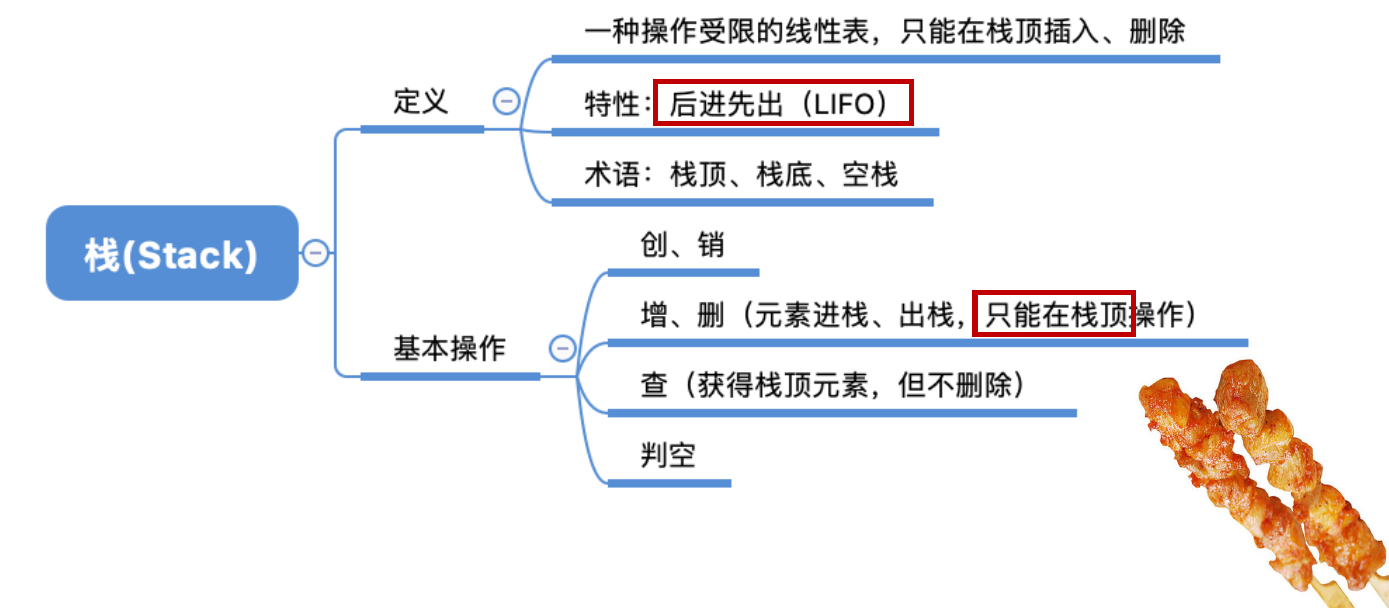 一种操作受限的线性表，只能在栈顶插入、删除
定义
特性：后进先出（LIFO）
术语：栈顶、栈底、空栈
栈(Stack)
创、销
增、删（元素进栈、出栈，只能在栈顶操作）
基本操作
查（获得栈顶元素，但不删除）
判空